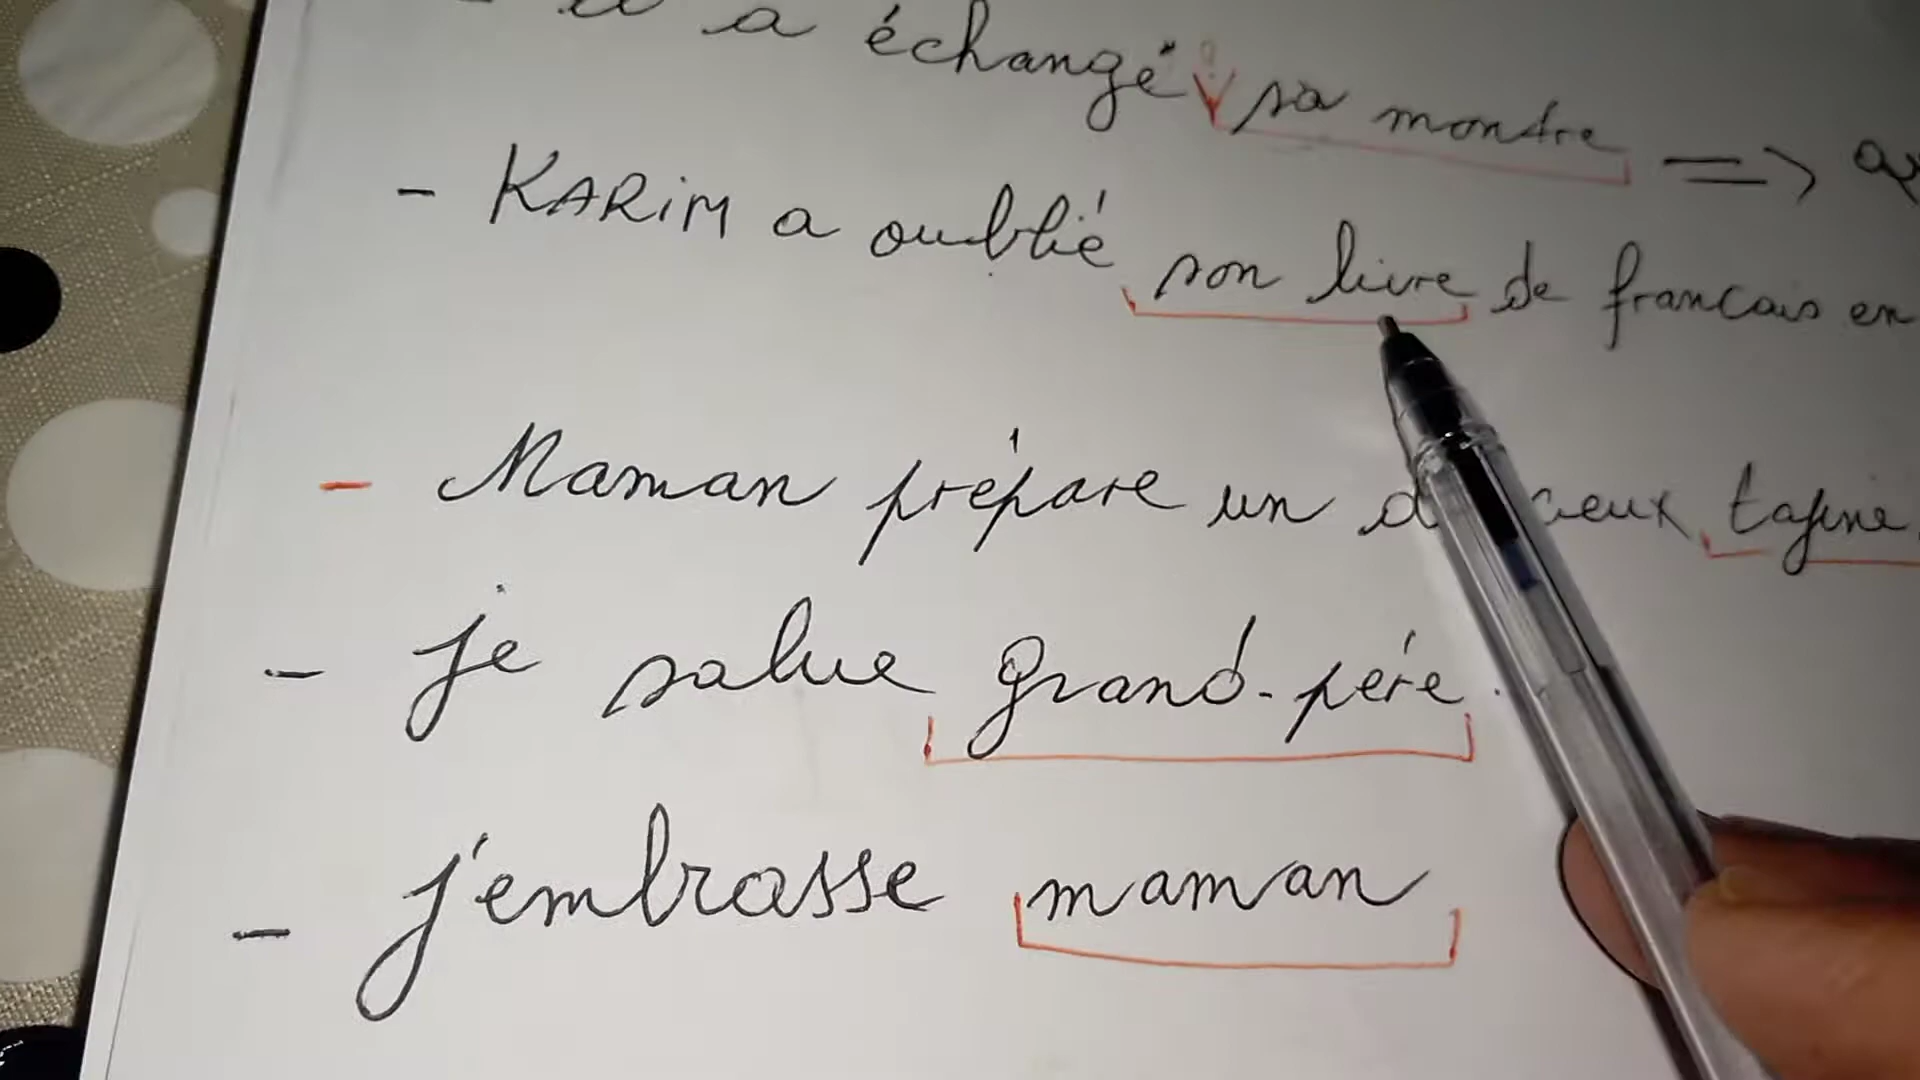 a échangé sa montre =>
- KARIM a oublié son livre de francais en
- Maman prépare un tajine
- je salue grand-père.
- j'embrasse maman